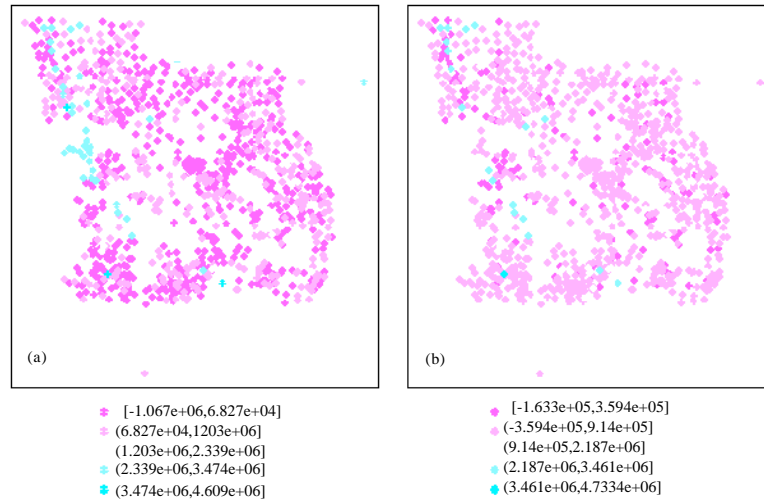 (a)
[-1.067e+06,6.827e+04]
(6.827e+04,1203e+06]
(1.203e+06,2.339e+06]
(2.339e+06,3.474e+06]
(3.474e+06,4.609e+06]
(b)
[-1.633e+05,3.594e+05]
(-3.594e+05,9.14e+05]
(9.14e+05,2.187e+06]
(2.187e+06,3.461e+06]
(3.461e+06,4.7334e+06]